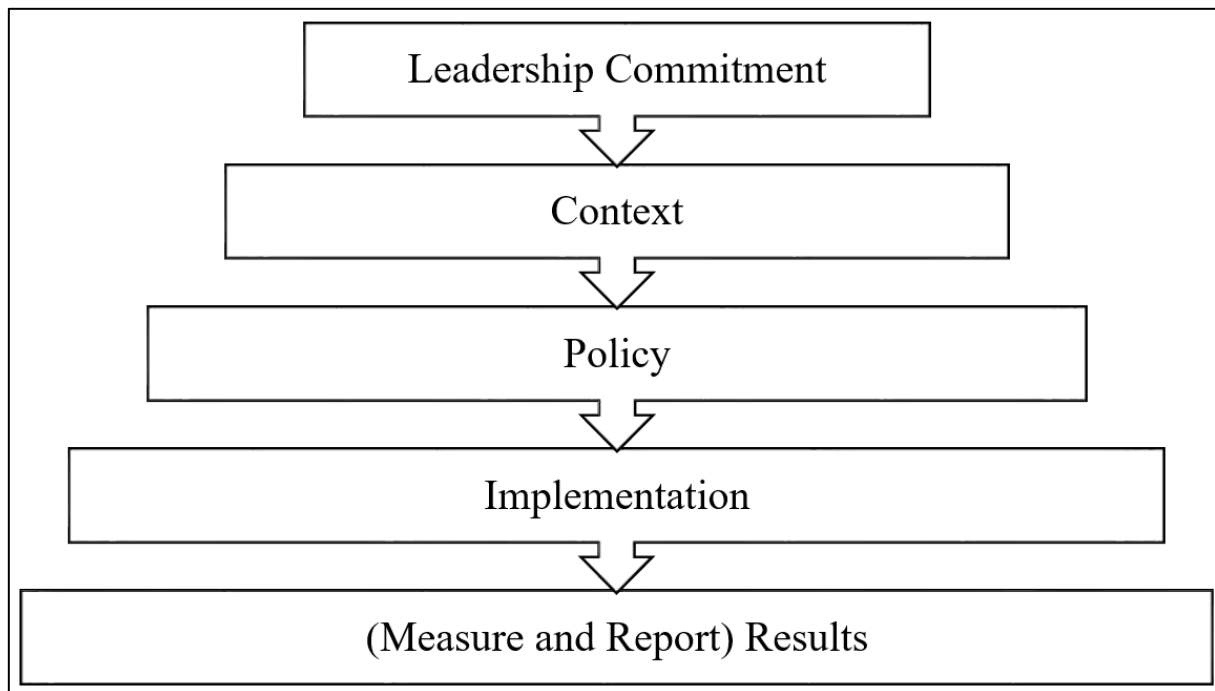 Leadership Commitment
Context
Policy
Implementation
(Measure and Report) Results